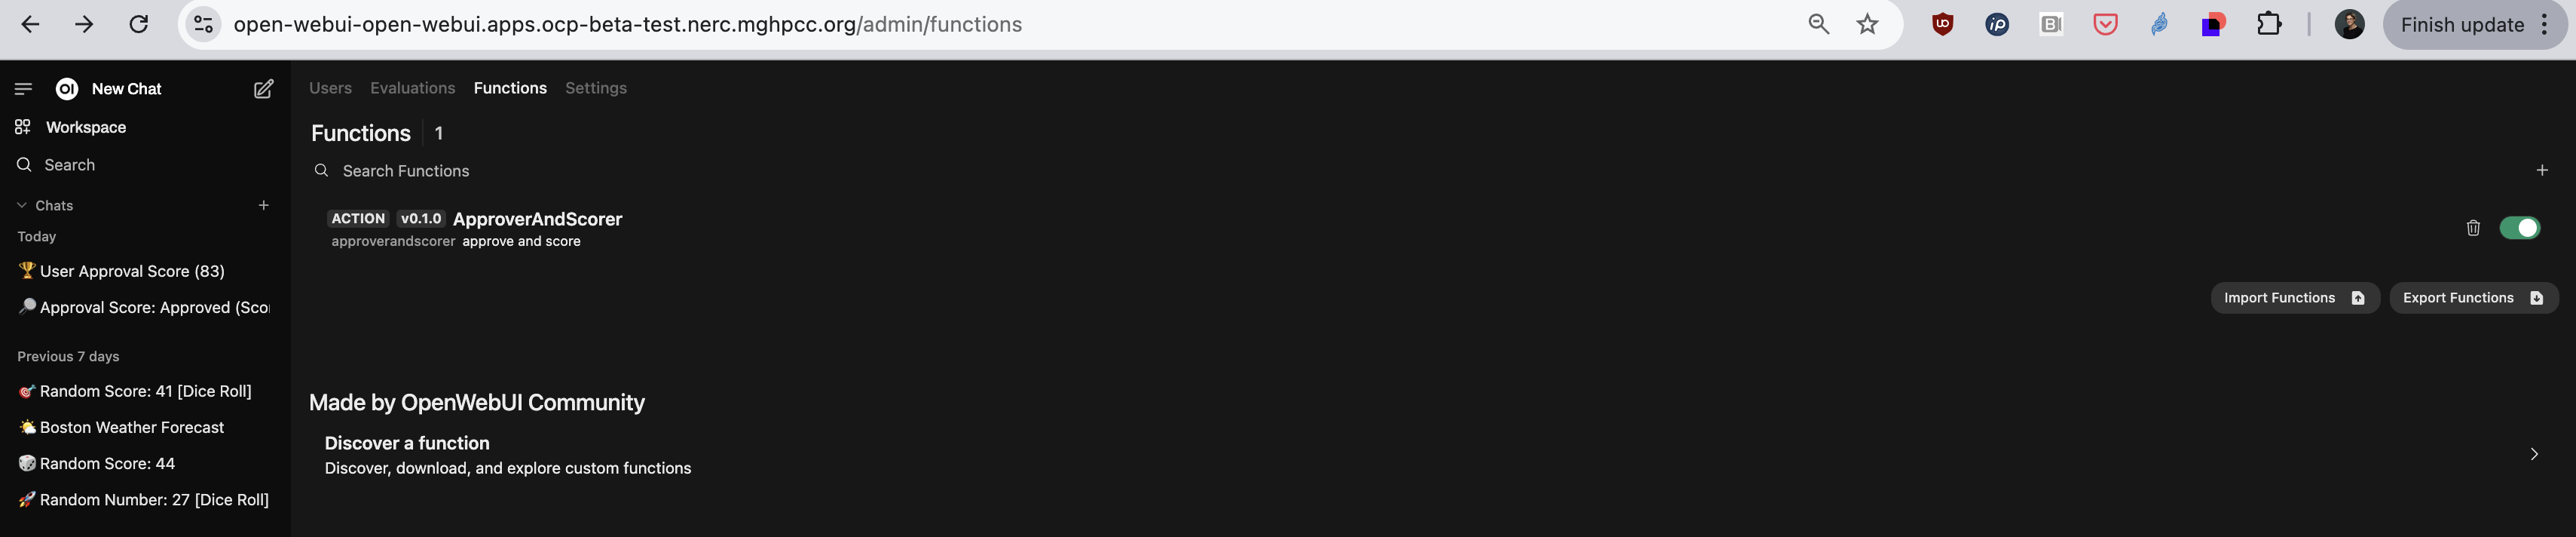 open-webui-open-webui.apps.ocp-beta-test.nerc.mghpcc.org/admin/functions
Finish update
New Chat
Workspace
Search
Chats
Today
🏆 User Approval Score (83)
🔎 Approval Score: Approved (Sco
Previous 7 days
🎯 Random Score: 41 [Dice Roll]
🌤️ Boston Weather Forecast
🎲 Random Score: 44
🚀 Random Number: 27 [Dice Roll]
Users Evaluations Functions Settings
Functions 1
Search Functions
ACTION v0.1.0 ApproverAndScorer
approverandscorer approve and score
Import Functions Export Functions
Made by OpenWebUI Community
Discover a function
Discover, download, and explore custom functions